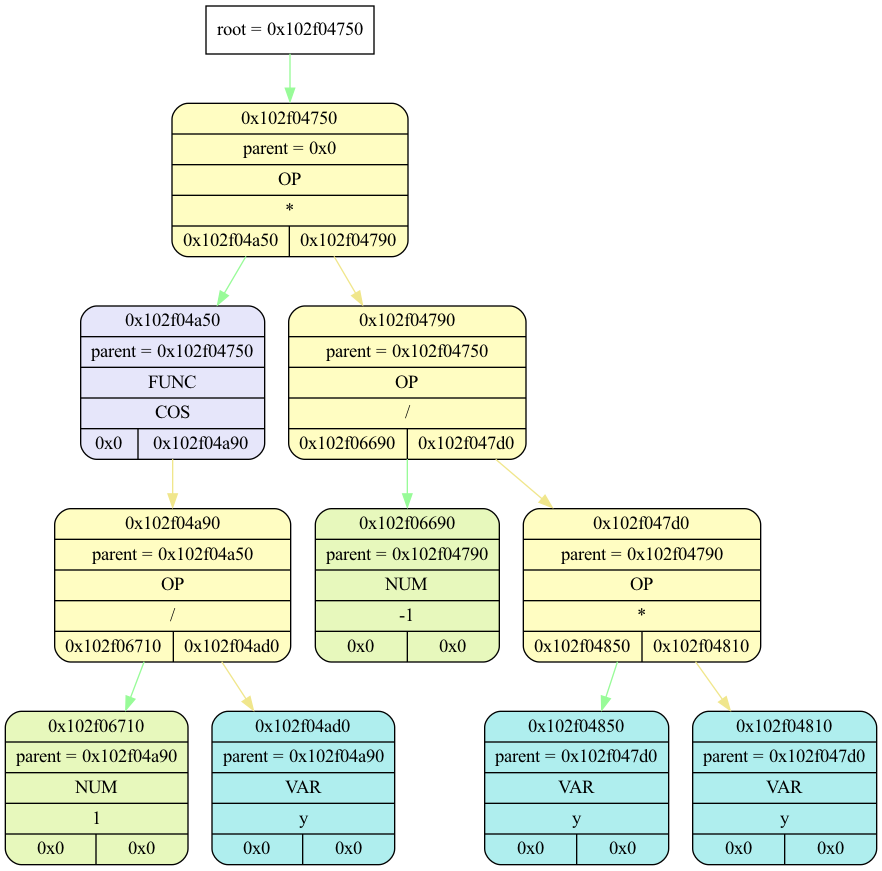 root = 0x102f04750
0x102f04750
parent = 0x0
OP
*
0x102f04a50 0x102f04790
0x102f04a50
parent = 0x102f04750
FUNC
COS
0x0 0x102f04a90
0x102f04790
parent = 0x102f04750
OP
/
0x102f06690 0x102f047d0
0x102f04a90
parent = 0x102f04a50
OP
/
0x102f06710 0x102f04ad0
0x102f06690
parent = 0x102f04790
NUM
-1
0x0 0x0
0x102f047d0
parent = 0x102f04790
OP
*
0x102f04850 0x102f04810
0x102f06710
parent = 0x102f04a90
NUM
1
0x0 0x0
0x102f04ad0
parent = 0x102f04a90
VAR
y
0x0 0x0
0x102f04850
parent = 0x102f047d0
VAR
y
0x0 0x0
0x102f04810
parent = 0x102f047d0
VAR
y
0x0 0x0